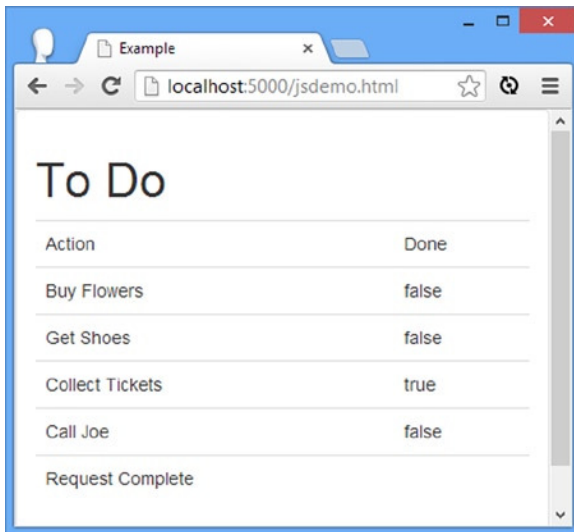 Example
localhost:5000/jsdemo.html
To Do
Action Done
Buy Flowers false
Get Shoes false
Collect Tickets true
Call Joe false
Request Complete